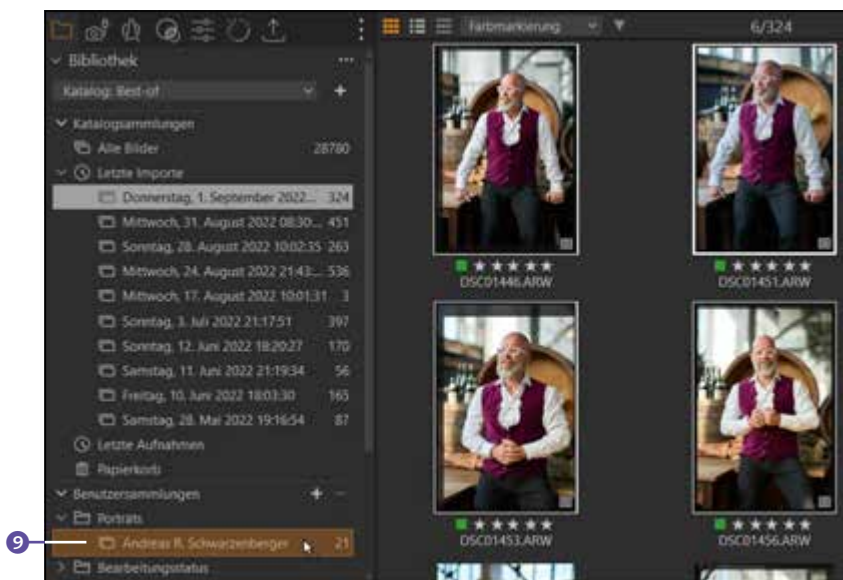 Farbmarkierung
6/324
Bibliothek
Katalog: Best-of
Katalogsammlungen
Alle Bilder 28780
Letzte Importe
Donnerstag, 1. September 2022... 324
Mittwoch, 31. August 2022 08:30... 451
Sonntag, 28. August 2022 10:02:35 263
Mittwoch, 24. August 2022 21:43:... 536
Mittwoch, 17. August 2022 10:01:31 3
Sonntag, 3. Juli 2022 21:17:51 397
Sonntag, 12. Juni 2022 18:20:27 170
Samstag, 11. Juni 2022 21:19:34 56
Freitag, 10. Juni 2022 18:03:30 165
Samstag, 28. Mai 2022 19:16:54 87
Letzte Aufnahmen
Papierkorb
Benutzersammlungen
Porträts
9
Andreas R. Schwarzenberger 21
Bearbeitungsstatus
DSC01446.ARW
DSC01451.ARW
DSC01453.ARW
DSC01456.ARW